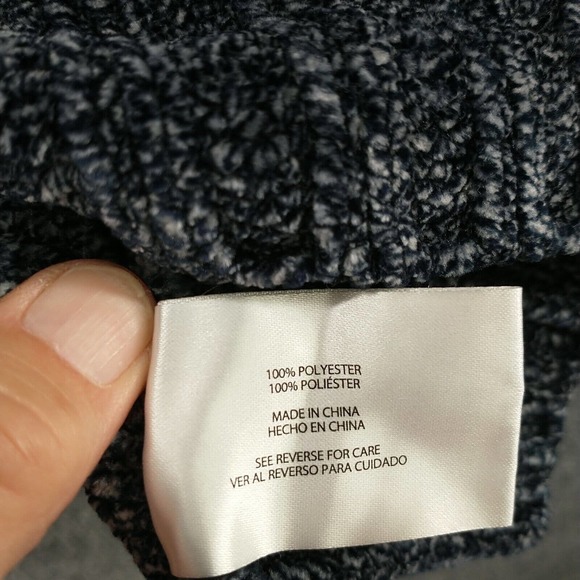 100% POLYESTER
100% POLIÉSTER
MADE IN CHINA
HECHO EN CHINA
SEE REVERSE FOR CARE
VER AL REVERSO PARA CUIDADO